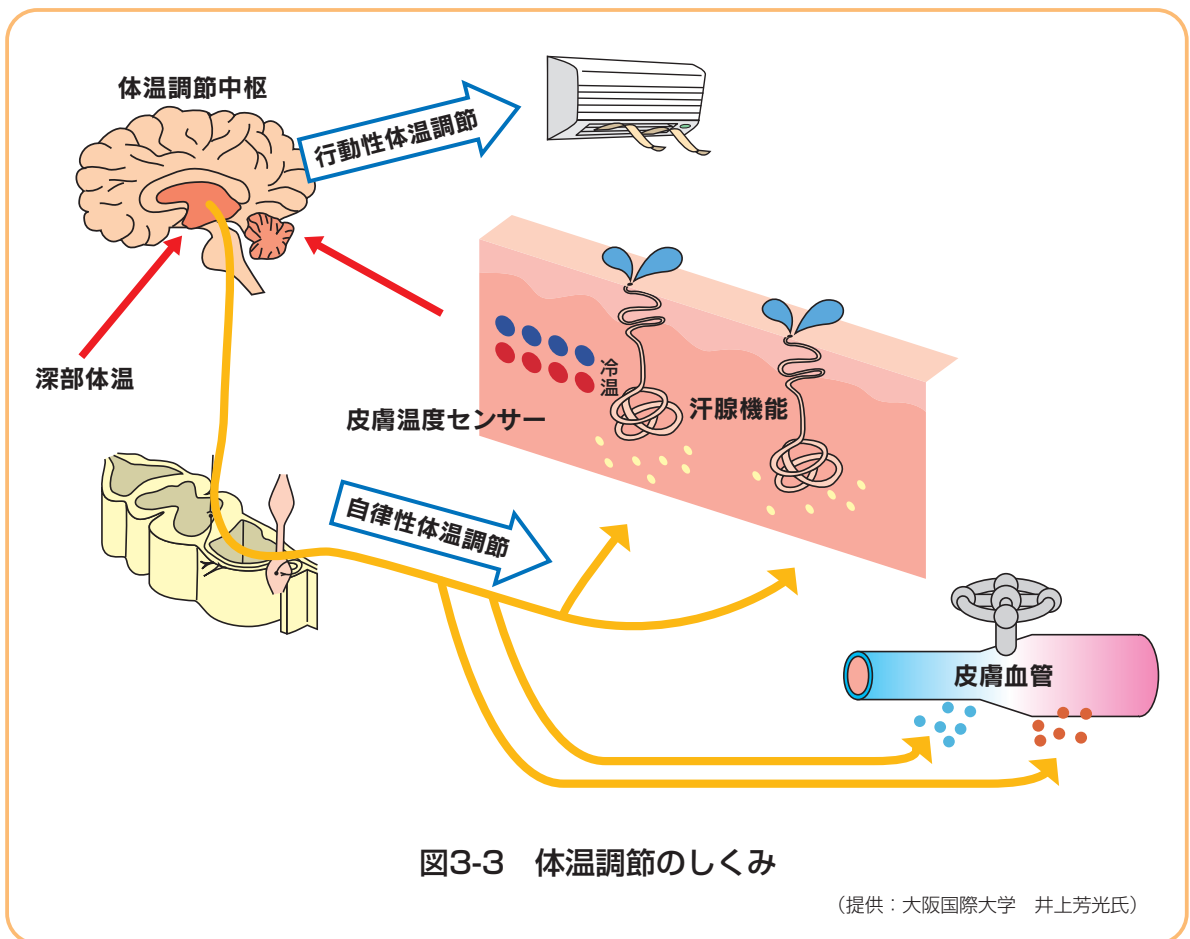 体温調節中枢
行動性体温調節
深部体温
冷
温
皮膚温度センサー
汗腺機能
自律性体温調節
皮膚血管
図3-3　体温調節のしくみ
（提供：大阪国際大学　井上芳光氏）